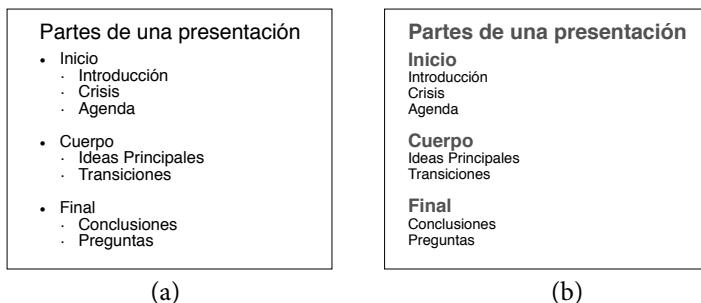 Partes de una presentación
• Inicio
· Introducción
· Crisis
· Agenda
• Cuerpo
· Ideas Principales
· Transiciones
• Final
· Conclusiones
· Preguntas
(a)
Partes de una presentación
Inicio
Introducción
Crisis
Agenda
Cuerpo
Ideas Principales
Transiciones
Final
Conclusiones
Preguntas
(b)